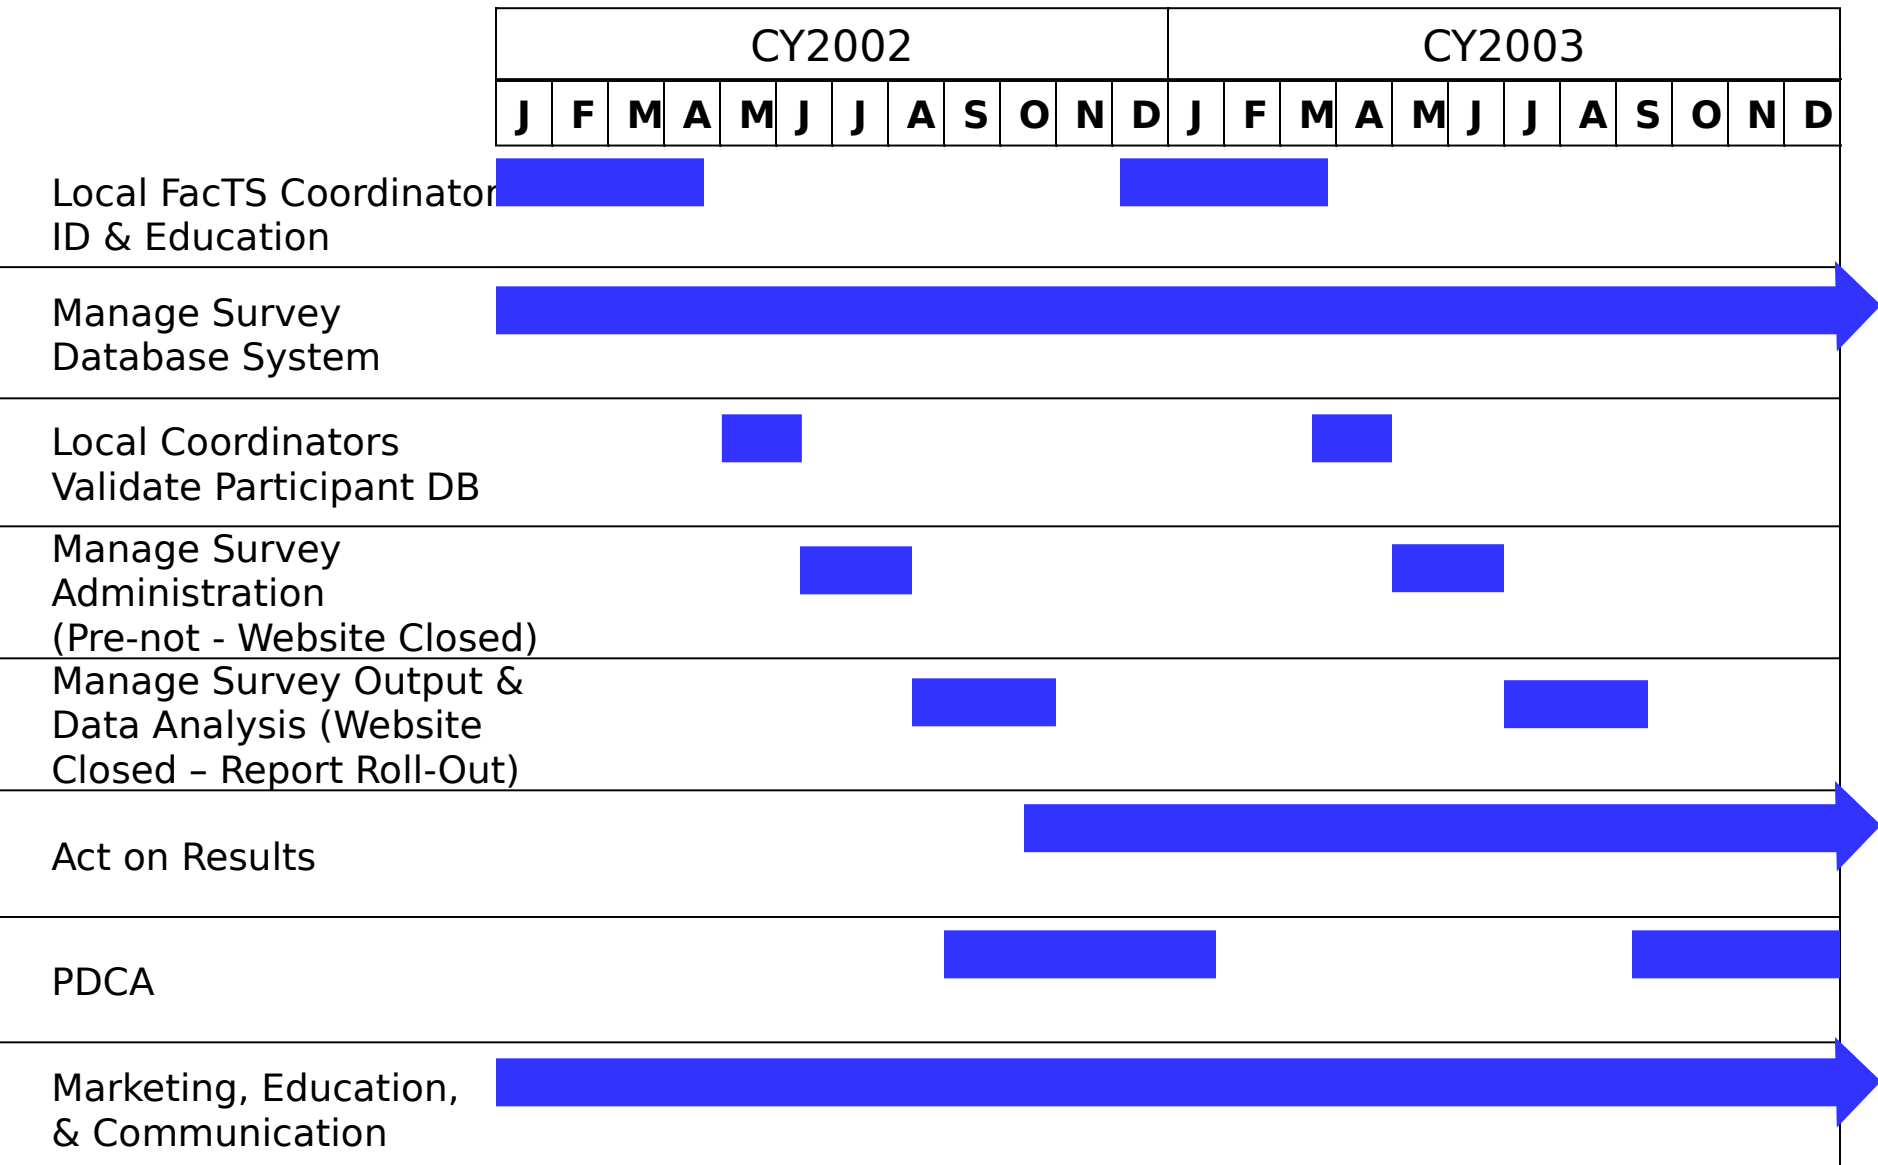 CY2002 CY2003
J F M A M J J A S O N D J F M A M J J A S O N D
Local FacTS Coordinator
ID & Education
Manage Survey
Database System
Local Coordinators
Validate Participant DB
Manage Survey
Administration
(Pre-not - Website Closed)
Manage Survey Output &
Data Analysis (Website
Closed – Report Roll-Out)
Act on Results
PDCA
Marketing, Education,
& Communication